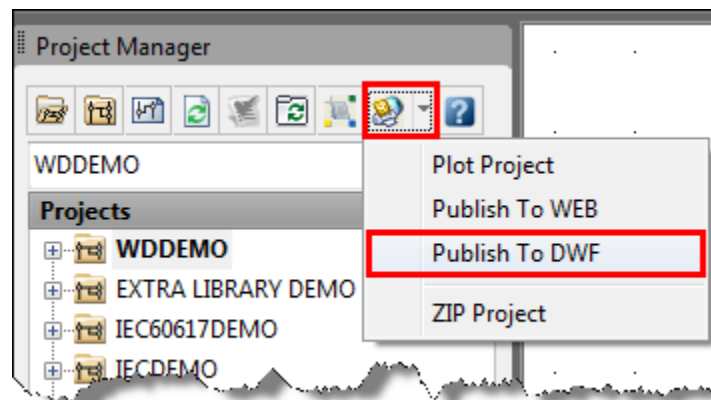 Project Manager
?
WDDEMO
Projects
WDDEMO
EXTRA LIBRARY DEMO
IEC60617DEMO
IECDEMO
Plot Project
Publish To WEB
Publish To DWF
ZIP Project